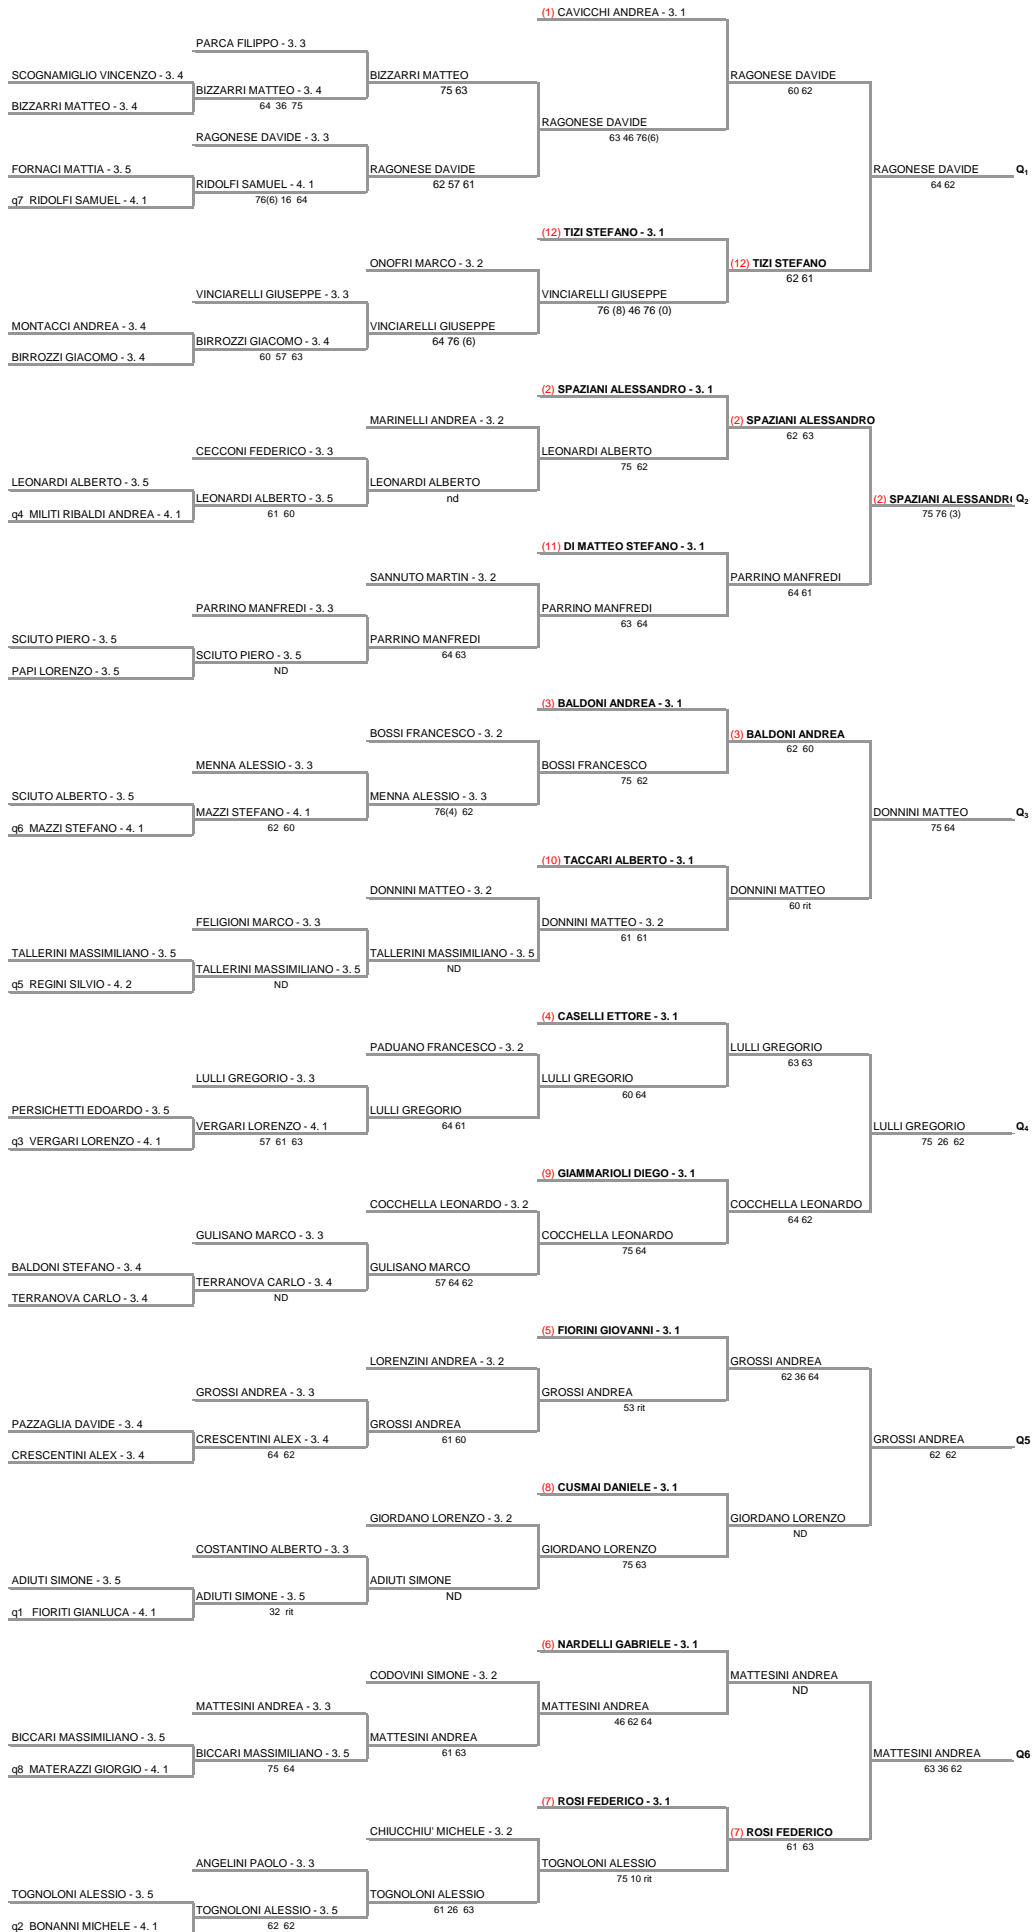 (1) CAVICCHI ANDREA - 3. 1
PARCA FILIPPO - 3. 3
SCOGNAMIGLIO VINCENZO - 3. 4
BIZZARRI MATTEO
RAGONESE DAVIDE
BIZZARRI MATTEO - 3. 4
75 63
60 62
BIZZARRI MATTEO - 3. 4
64 36 75
RAGONESE DAVIDE
RAGONESE DAVIDE - 3. 3
63 46 76(6)
FORNACI MATTIA - 3. 5
RAGONESE DAVIDE
RAGONESE DAVIDE
Q1
RIDOLFI SAMUEL - 4. 1
62 57 61
64 62
q7 RIDOLFI SAMUEL - 4. 1
76(6) 16 64
(12) TIZI STEFANO - 3. 1
ONOFRI MARCO - 3. 2
(12) TIZI STEFANO
62 61
VINCIARELLI GIUSEPPE - 3. 3
VINCIARELLI GIUSEPPE
76 (8) 46 76 (0)
MONTACCI ANDREA - 3. 4
VINCIARELLI GIUSEPPE
BIRROZZI GIACOMO - 3. 4
64 76 (6)
BIRROZZI GIACOMO - 3. 4
60 57 63
(2) SPAZIANI ALESSANDRO - 3. 1
MARINELLI ANDREA - 3. 2
(2) SPAZIANI ALESSANDRO
62 63
CECCONI FEDERICO - 3. 3
LEONARDI ALBERTO
75 62
LEONARDI ALBERTO - 3. 5
LEONARDI ALBERTO
LEONARDI ALBERTO - 3. 5
nd
(2) SPAZIANI ALESSANDR
Q2
q4 MILITI RIBALDI ANDREA - 4. 1
61 60
75 76 (3)
(11) DI MATTEO STEFANO - 3. 1
SANNUTO MARTIN - 3. 2
PARRINO MANFREDI
64 61
PARRINO MANFREDI - 3. 3
PARRINO MANFREDI
63 64
SCIUTO PIERO - 3. 5
PARRINO MANFREDI
SCIUTO PIERO - 3. 5
64 63
PAPI LORENZO - 3. 5
ND
(3) BALDONI ANDREA - 3. 1
BOSSI FRANCESCO - 3. 2
(3) BALDONI ANDREA
62 60
MENNA ALESSIO - 3. 3
BOSSI FRANCESCO
75 62
SCIUTO ALBERTO - 3. 5
MENNA ALESSIO - 3. 3
MAZZI STEFANO - 4. 1
76(4) 62
DONNINI MATTEO
Q3
q6 MAZZI STEFANO - 4. 1
62 60
75 64
(10) TACCARI ALBERTO - 3. 1
DONNINI MATTEO - 3. 2
DONNINI MATTEO
60 rit
FELIGIONI MARCO - 3. 3
DONNINI MATTEO - 3. 2
61 61
TALLERINI MASSIMILIANO - 3. 5
TALLERINI MASSIMILIANO - 3. 5
TALLERINI MASSIMILIANO - 3. 5
ND
q5 REGINI SILVIO - 4. 2
ND
(4) CASELLI ETTORE - 3. 1
PADUANO FRANCESCO - 3. 2
LULLI GREGORIO
63 63
LULLI GREGORIO - 3. 3
LULLI GREGORIO
60 64
PERSICHETTI EDOARDO - 3. 5
LULLI GREGORIO
VERGARI LORENZO - 4. 1
64 61
LULLI GREGORIO
Q4
q3 VERGARI LORENZO - 4. 1
57 61 63
75 26 62
(9) GIAMMARIOLI DIEGO - 3. 1
COCCHELLA LEONARDO - 3. 2
COCCHELLA LEONARDO
64 62
GULISANO MARCO - 3. 3
COCCHELLA LEONARDO
75 64
BALDONI STEFANO - 3. 4
GULISANO MARCO
TERRANOVA CARLO - 3. 4
57 64 62
TERRANOVA CARLO - 3. 4
ND
(5) FIORINI GIOVANNI - 3. 1
LORENZINI ANDREA - 3. 2
GROSSI ANDREA
62 36 64
GROSSI ANDREA - 3. 3
GROSSI ANDREA
53 rit
PAZZAGLIA DAVIDE - 3. 4
GROSSI ANDREA
CRESCENTINI ALEX - 3. 4
61 60
GROSSI ANDREA
Q5
CRESCENTINI ALEX - 3. 4
64 62
62 62
(8) CUSMAI DANIELE - 3. 1
GIORDANO LORENZO - 3. 2
GIORDANO LORENZO
ND
COSTANTINO ALBERTO - 3. 3
GIORDANO LORENZO
75 63
ADIUTI SIMONE - 3. 5
ADIUTI SIMONE
ADIUTI SIMONE - 3. 5
ND
q1 FIORITI GIANLUCA - 4. 1
32 rit
(6) NARDELLI GABRIELE - 3. 1
CODOVINI SIMONE - 3. 2
MATTESINI ANDREA
ND
MATTESINI ANDREA - 3. 3
MATTESINI ANDREA
46 62 64
BICCARI MASSIMILIANO - 3. 5
MATTESINI ANDREA
BICCARI MASSIMILIANO - 3. 5
61 63
MATTESINI ANDREA
Q6
q8 MATERAZZI GIORGIO - 4. 1
75 64
63 36 62
(7) ROSI FEDERICO - 3. 1
CHIUCCHIU' MICHELE - 3. 2
(7) ROSI FEDERICO
61 63
ANGELINI PAOLO - 3. 3
TOGNOLONI ALESSIO
75 10 rit
TOGNOLONI ALESSIO - 3. 5
TOGNOLONI ALESSIO
TOGNOLONI ALESSIO - 3. 5
61 26 63
q2 BONANNI MICHELE - 4. 1
62 62